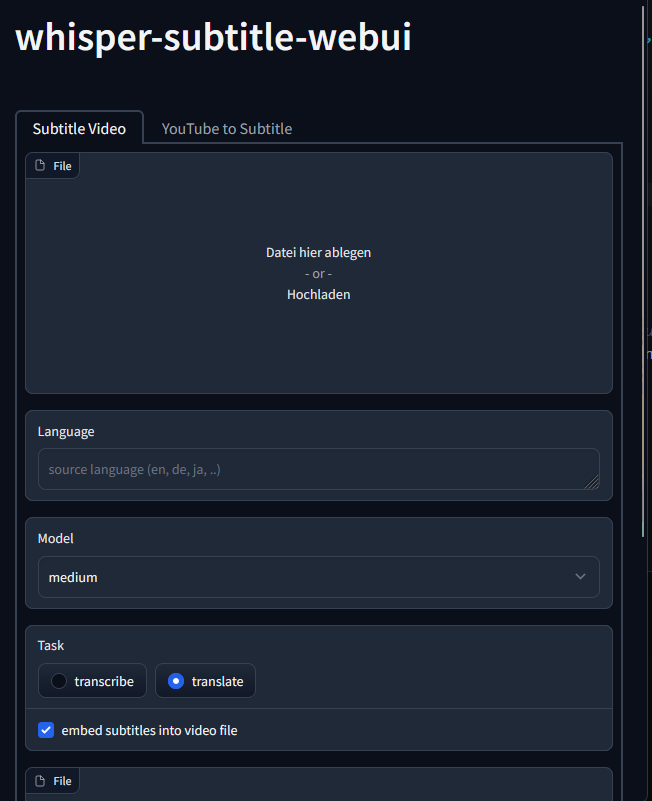 whisper-subtitle-webui
Subtitle Video
YouTube to Subtitle
File
Datei hier ablegen
- or -
Hochladen
Language
source language (en, de, ja, ..)
Model
medium
Task
transcribe
translate
embed subtitles into video file
File